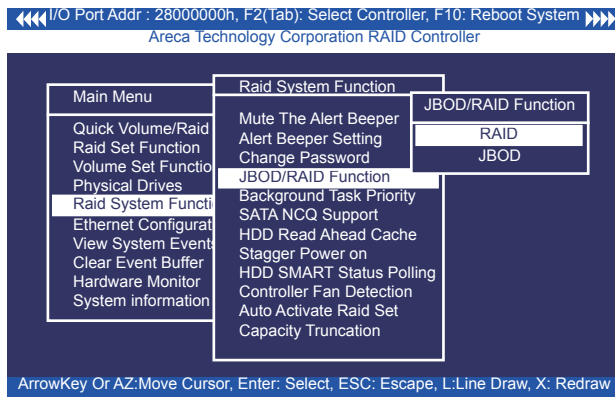 I/O Port Addr : 28000000h, F2(Tab): Select Controller, F10: Reboot System
Areca Technology Corporation RAID Controller
Main Menu
Quick Volume/Raid
Raid Set Function
Volume Set Functio
Physical Drives
Raid System Functi
Ethernet Configurat
View System Events
Clear Event Buffer
Hardware Monitor
System information
Raid System Function
Mute The Alert Beeper
Alert Beeper Setting
Change Password
JBOD/RAID Function
Background Task Priority
SATA NCQ Support
HDD Read Ahead Cache
Stagger Power on
HDD SMART Status Polling
Controller Fan Detection
Auto Activate Raid Set
Capacity Truncation
JBOD/RAID Function
RAID
JBOD
ArrowKey Or AZ:Move Cursor, Enter: Select, ESC: Escape, L:Line Draw, X: Redraw